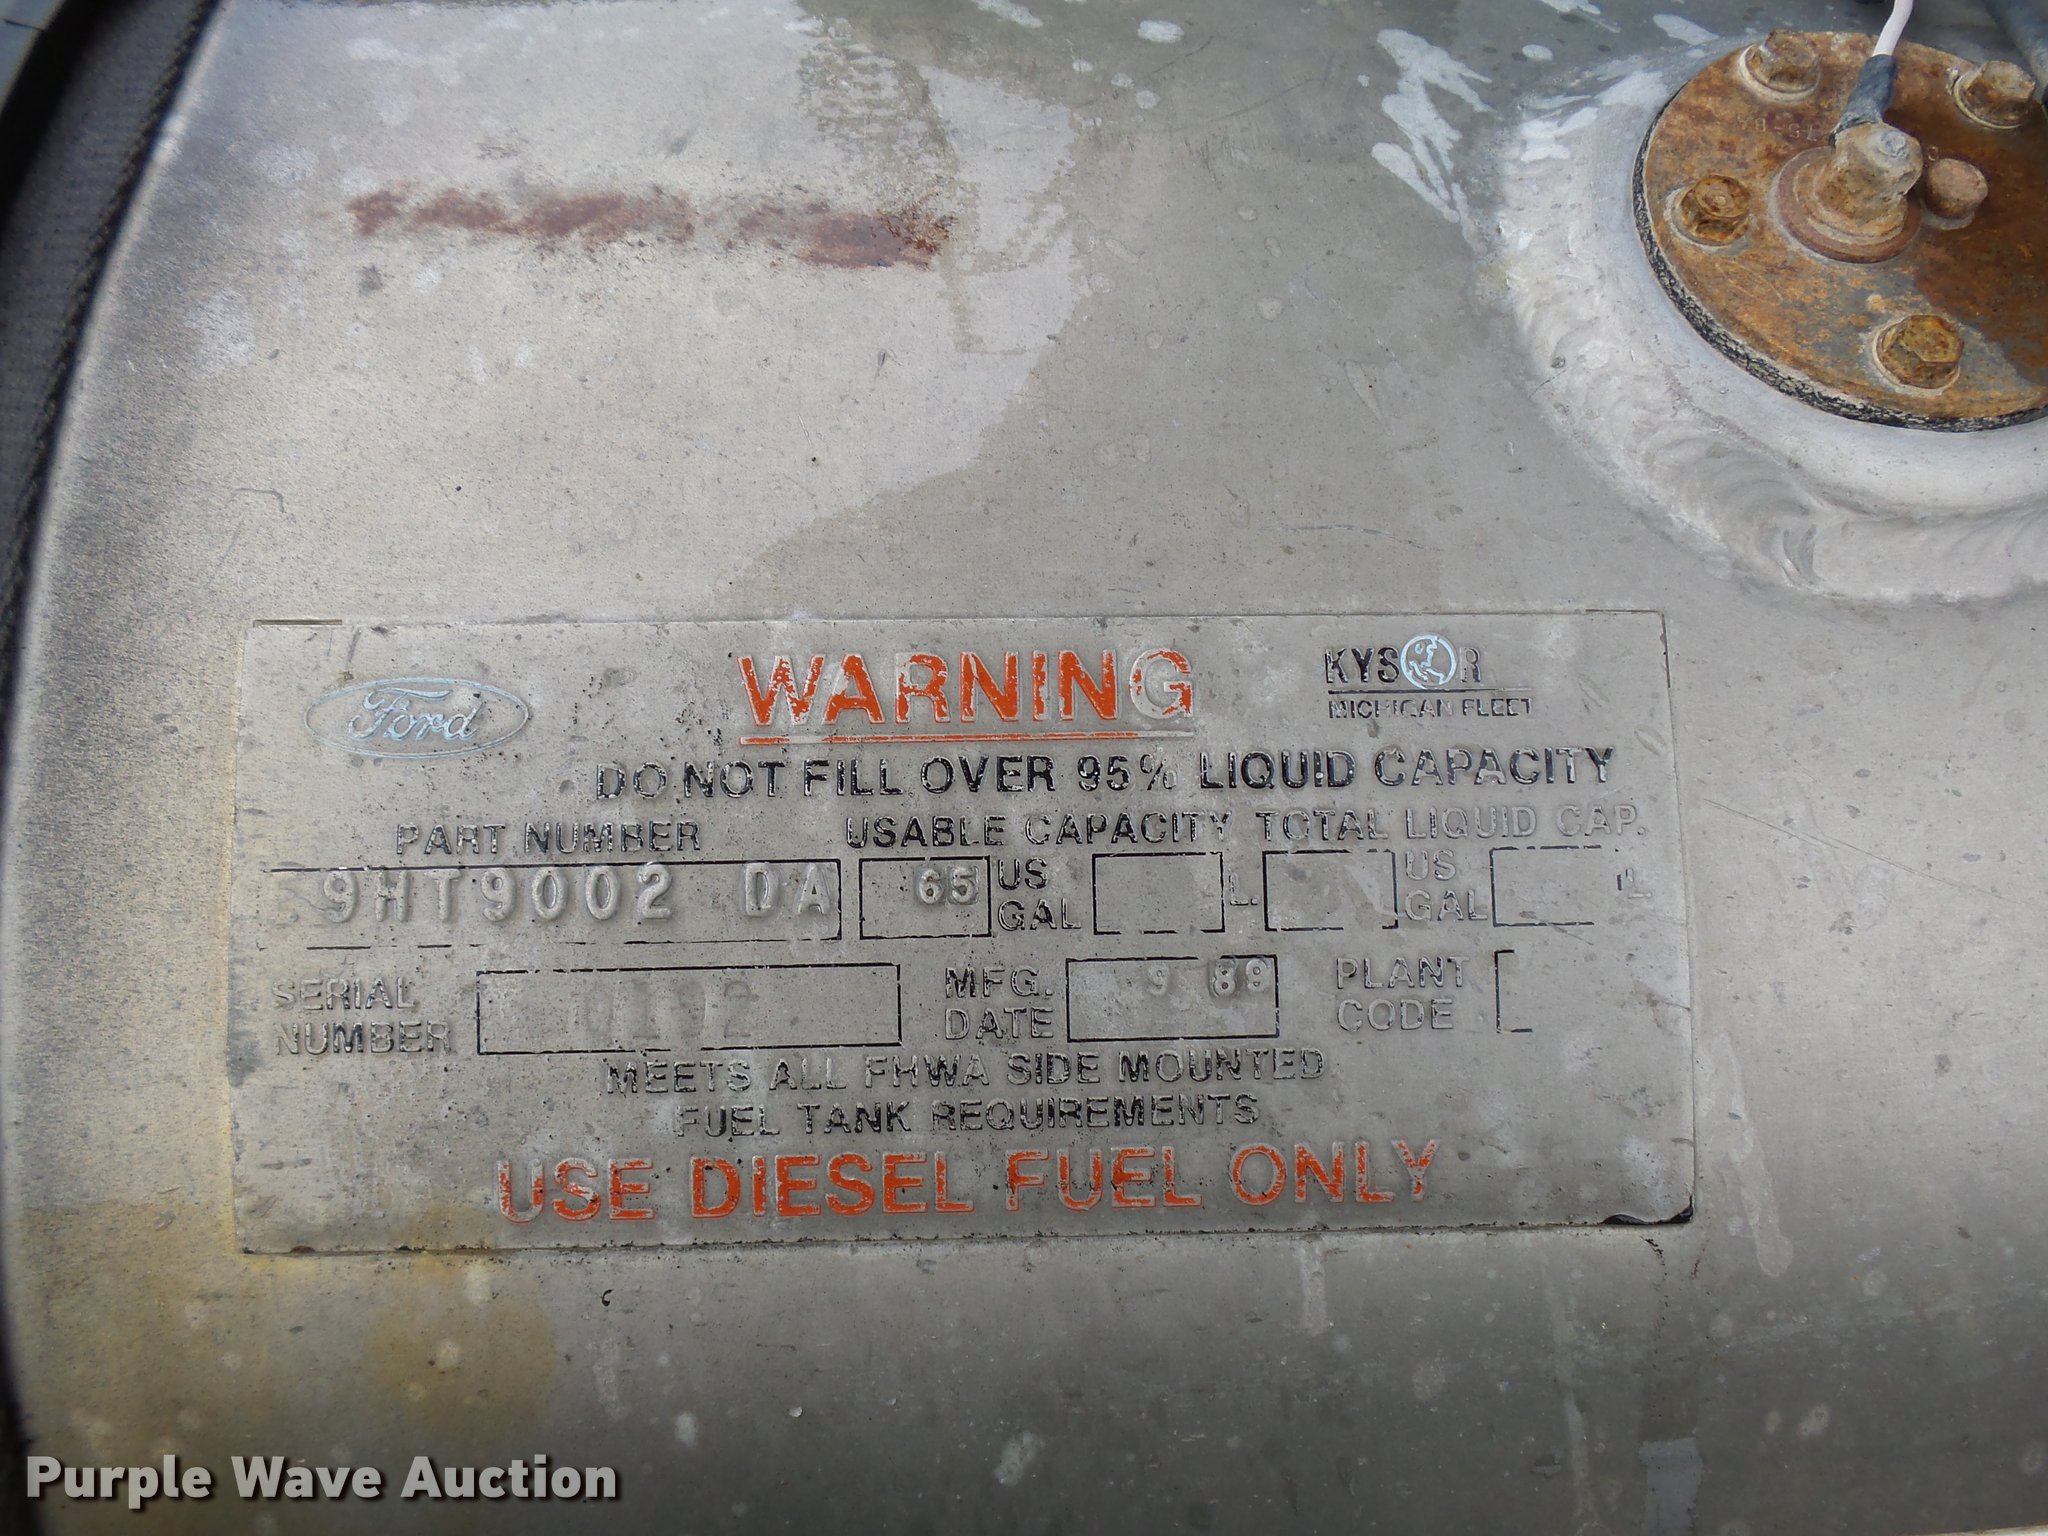 Ford
WARNING
KYSOR
MICHIGAN FLEET
DO NOT FILL OVER 95% LIQUID CAPACITY
PART NUMBER USABLE CAPACITY TOTAL LIQUID CAP.
9HT9002 DA 65 US GAL L. US GAL L
SERIAL NUMBER MFG. DATE 9 89 PLANT CODE
MEETS ALL FHWA SIDE MOUNTED
FUEL TANK REQUIREMENTS
USE DIESEL FUEL ONLY
Purple Wave Auction